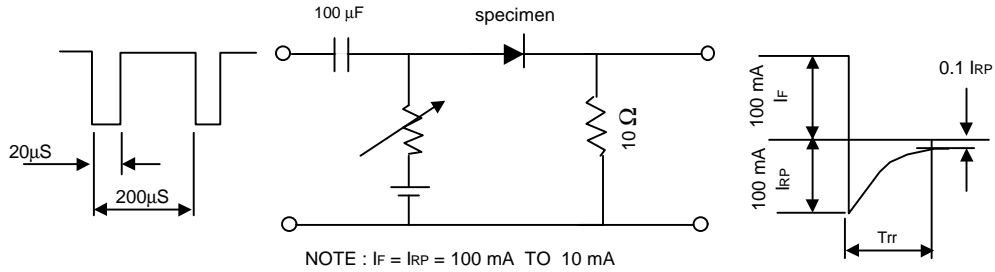 100 µF
specimen
20µS
200µS
10 Ω
100 mA
IF
100 mA
IRP
0.1 IRP
Trr
NOTE : IF = IRP = 100 mA TO 10 mA